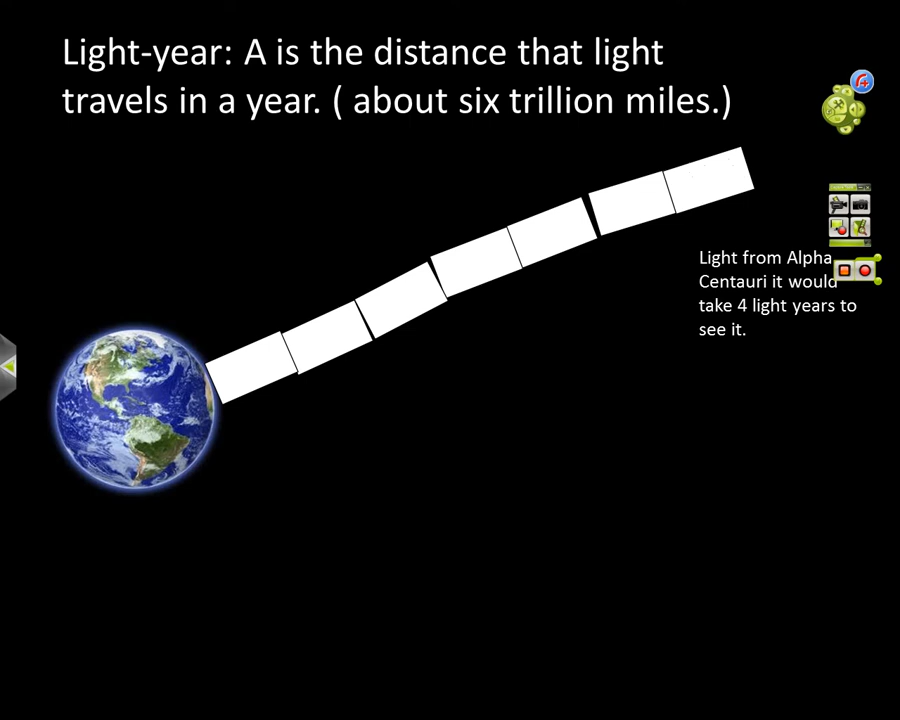 Light-year: A is the distance that light
travels in a year. ( about six trillion miles.)
Light from Alpha
Centauri it would
take 4 light years to
see it.